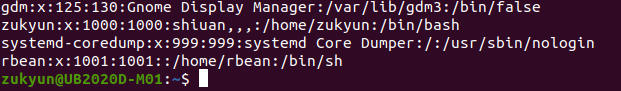 gdm:x:125:130:Gnome Display Manager:/var/lib/gdm3:/bin/false
zukyun:x:1000:1000:shiuan,,,:/home/zukyun:/bin/bash
systemd-coredump:x:999:999:systemd Core Dumper:/:/usr/sbin/nologin
rbean:x:1001:1001::/home/rbean:/bin/sh
zukyun@UB2020D-M01:~$